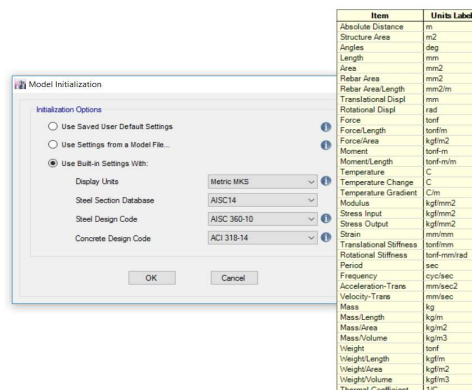 Model Initialization
Initialization Options
Use Saved User Default Settings
Use Settings from a Model File...
Use Built-in Settings With:
Display Units Metric MKS
Steel Section Database AISC14
Steel Design Code AISC 360-10
Concrete Design Code ACI 318-14
OK Cancel
Item Units Label
Absolute Distance m
Structure Area m2
Angles deg
Length mm
Area mm2
Rebar Area mm2
Rebar Area/Length mm2/m
Translational Displ mm
Rotational Displ rad
Force tonf
Force/Length tonf/m
Force/Area kgf/m2
Moment tonf-m
Moment/Length tonf-m/m
Temperature C
Temperature Change C
Temperature Gradient C/m
Modulus kgf/mm2
Stress Input kgf/mm2
Stress Output kgf/mm2
Strain mm/mm
Translational Stiffness tonf/mm
Rotational Stiffness tonf-mm/rad
Period sec
Frequency cyc/sec
Acceleration-Trans mm/sec2
Velocity-Trans mm/sec
Mass kg
Mass/Length kg/m
Mass/Area kg/m2
Mass/Volume kg/m3
Weight tonf
Weight/Length kgf/m
Weight/Area kgf/m2
Weight/Volume kgf/m3
Thermal Coefficient 1/C